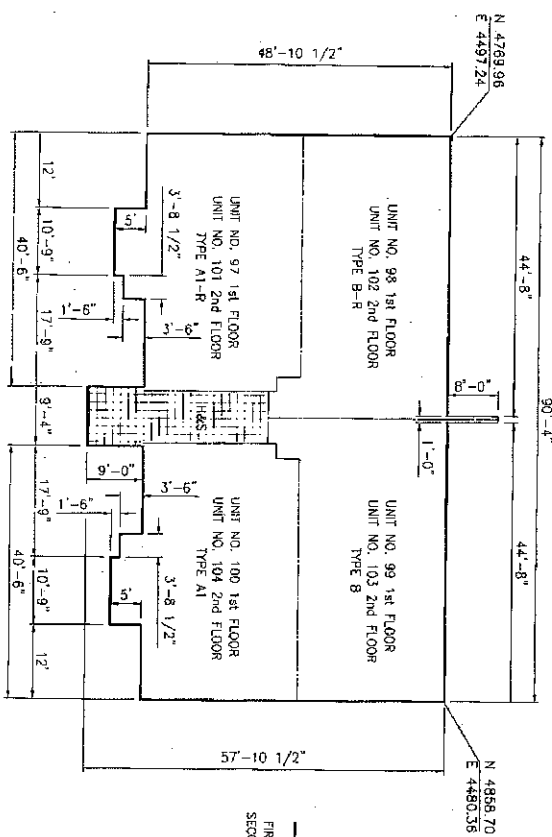 N 4769.96
E 4497.24
48'-10 1/2"
90'-4"
44'-8"
44'-8"
8'-0"
1'-0"
N 4858.70
E 4480.36
UNIT NO. 98 1st FLOOR
UNIT NO. 102 2nd FLOOR
TYPE B-R
UNIT NO. 99 1st FLOOR
UNIT NO. 103 2nd FLOOR
TYPE B
UNIT NO. 97 1st FLOOR
UNIT NO. 101 2nd FLOOR
TYPE A1-R
UNIT NO. 100 1st FLOOR
UNIT NO. 104 2nd FLOOR
TYPE A1
H&S
12'
10'-9"
17'-9"
40'-6"
5'
3'-8 1/2"
1'-6"
3'-6"
9'-4"
9'-0"
3'-6"
1'-6"
3'-8 1/2"
5'
17'-9"
10'-9"
12'
40'-6"
57'-10 1/2"
FIR
SECO